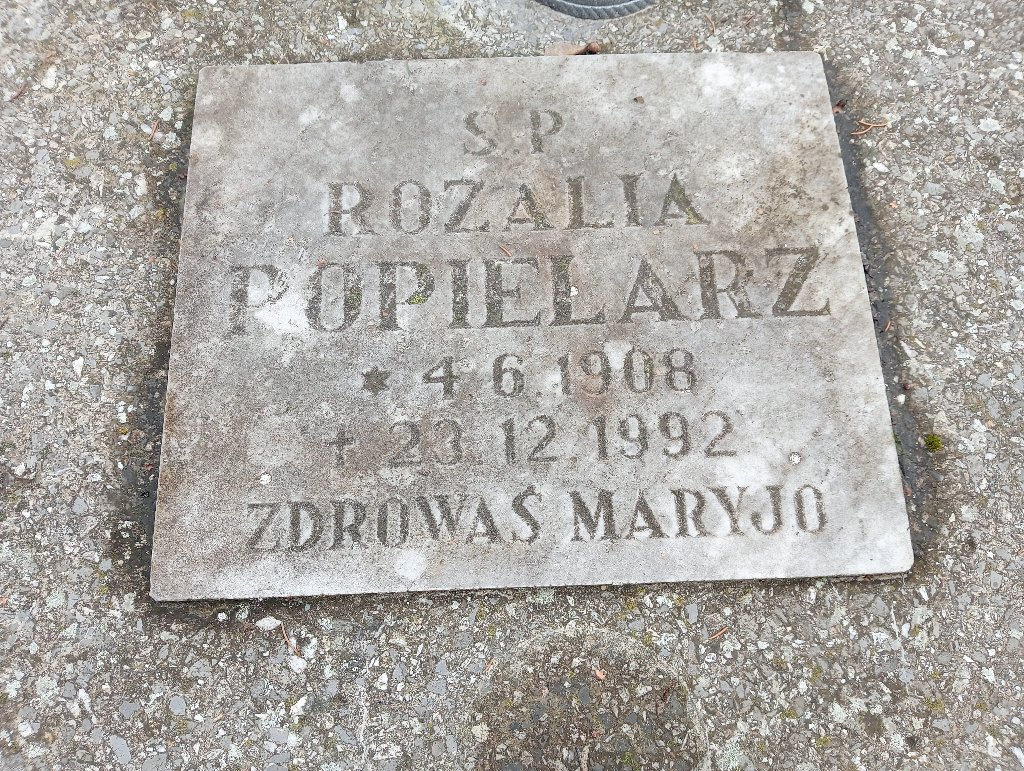 Ś.P
ROZALIA
POPIELARZ
* 4.6.1908
+ 23.12.1992
ZDROWAŚ MARYJO